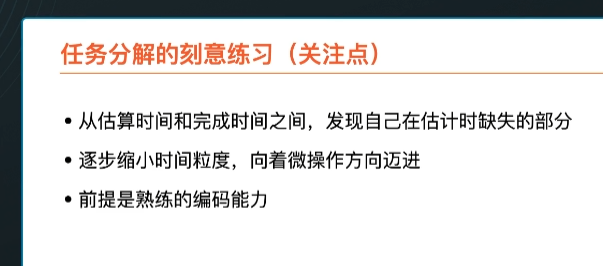 任务分解的刻意练习（关注点）
• 从估算时间和完成时间之间，发现自己在估计时缺失的部分
• 逐步缩小时间粒度，向着微操作方向迈进
• 前提是熟练的编码能力